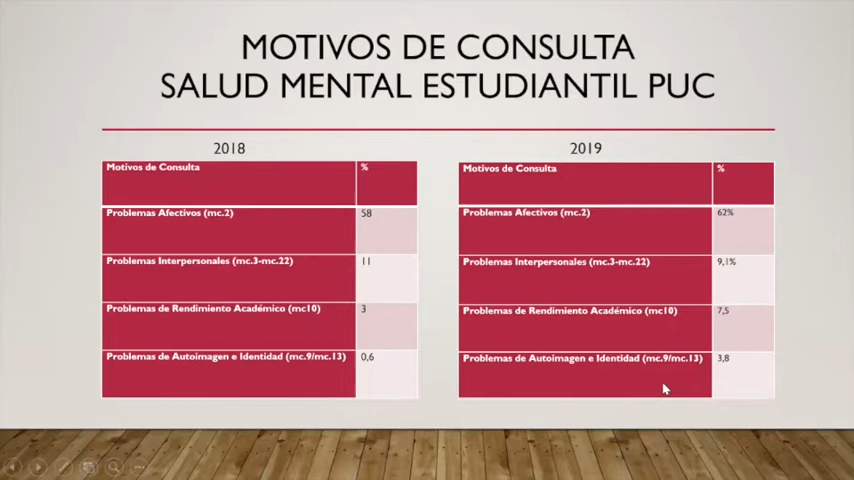 MOTIVOS DE CONSULTA
SALUD MENTAL ESTUDIANTIL PUC
2018
Motivos de Consulta %
Problemas Afectivos (mc.2) 58
Problemas Interpersonales (mc.3-mc.22) 11
Problemas de Rendimiento Académico (mc10) 3
Problemas de Autoimagen e Identidad (mc.9/mc.13) 0,6
2019
Motivos de Consulta %
Problemas Afectivos (mc.2) 62%
Problemas Interpersonales (mc.3-mc.22) 9,1%
Problemas de Rendimiento Académico (mc10) 7,5
Problemas de Autoimagen e Identidad (mc.9/mc.13) 3,8